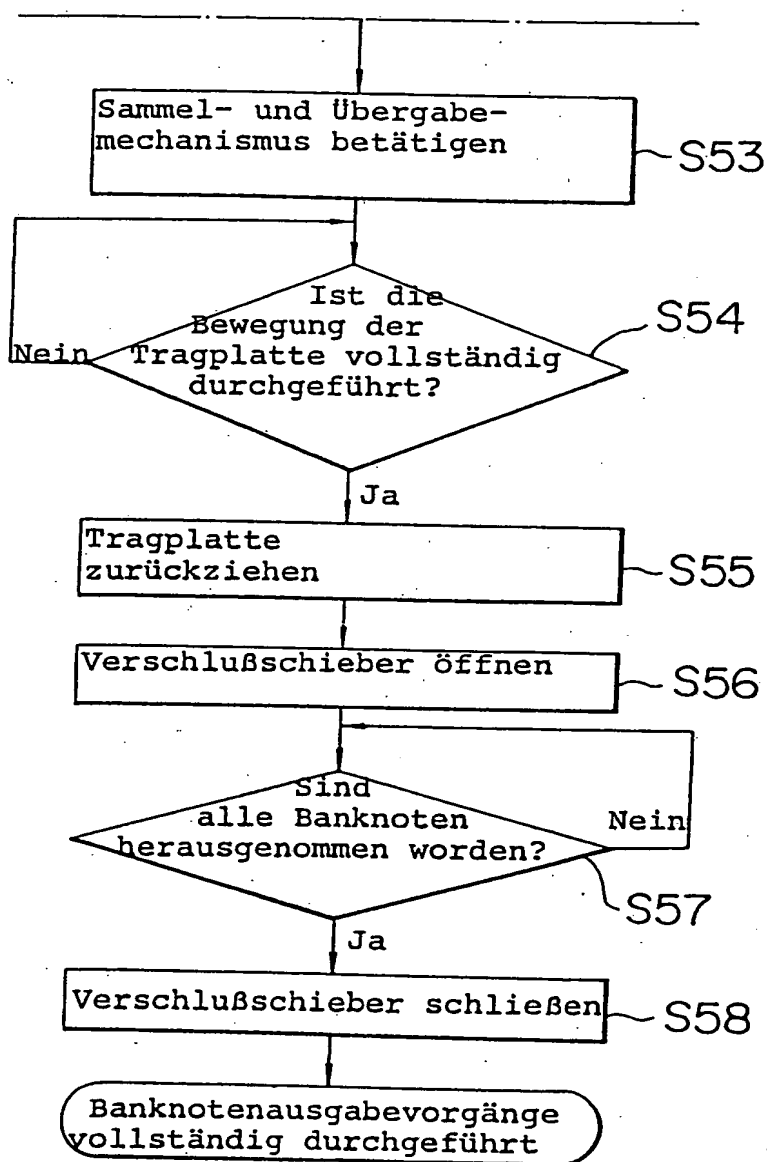 Sammel- und Übergabe-
mechanismus betätigen
S53
Ist die
Bewegung der
Tragplatte vollständig
durchgeführt?
S54
Nein
Ja
Tragplatte
zurückziehen
S55
Verschlußschieber öffnen
S56
Sind
alle Banknoten
herausgenommen worden?
Nein
S57
Ja
Verschlußschieber schließen
S58
Banknotenausgabevorgänge
vollständig durchgeführt